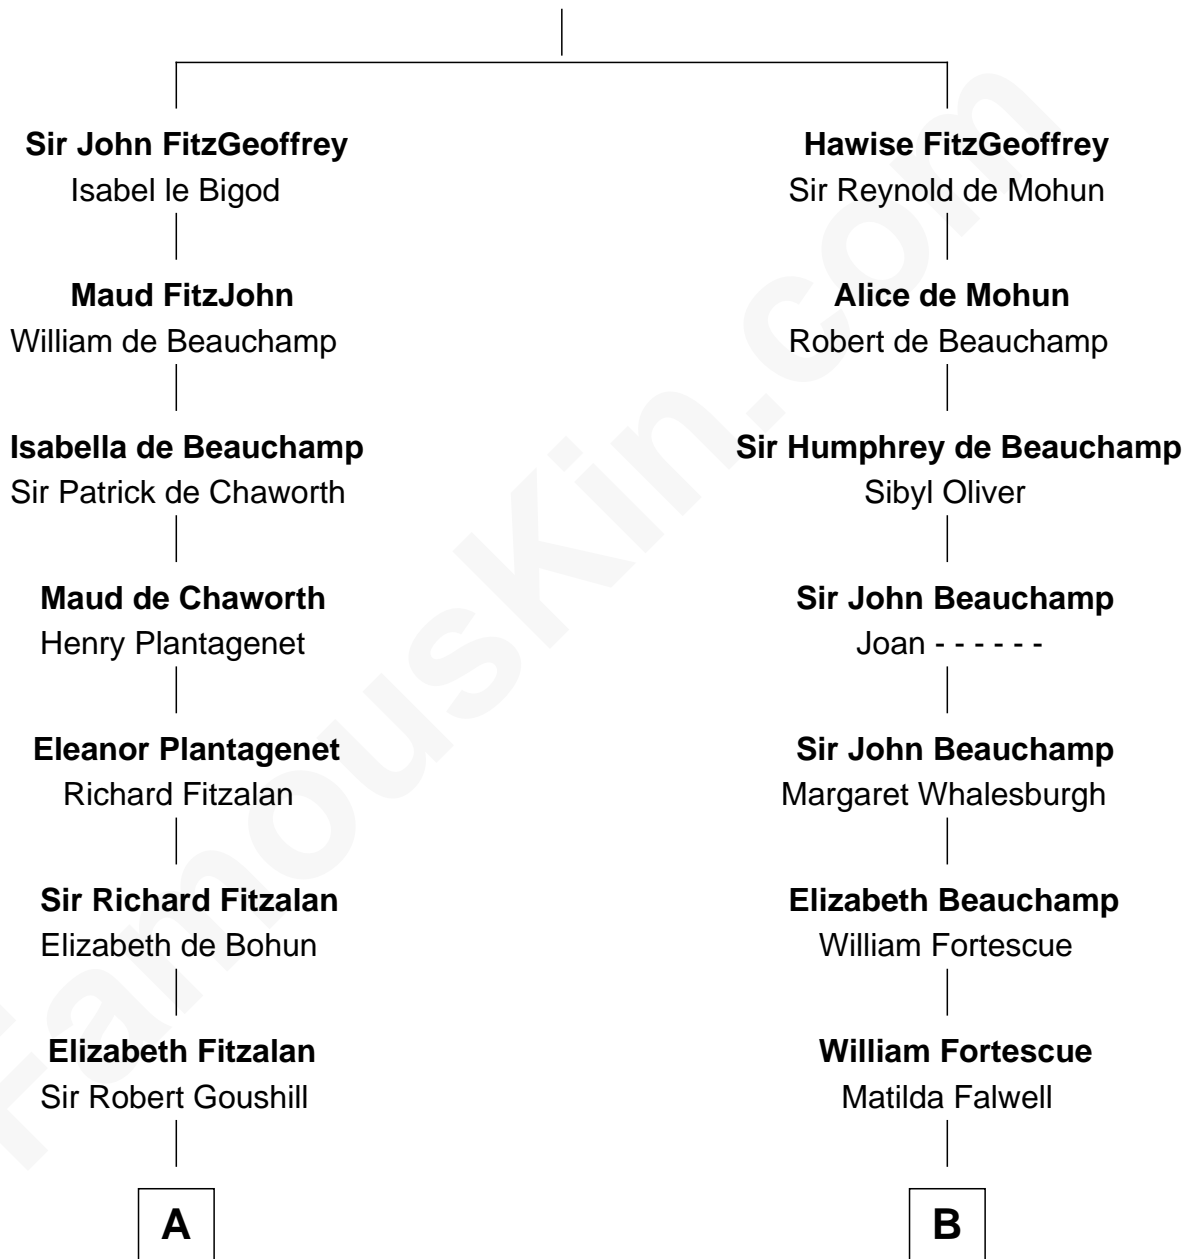 Sir John FitzGeoffrey
Isabel le Bigod
Hawise FitzGeoffrey
Sir Reynold de Mohun
Maud FitzJohn
William de Beauchamp
Alice de Mohun
Robert de Beauchamp
Isabella de Beauchamp
Sir Patrick de Chaworth
Sir Humphrey de Beauchamp
Sibyl Oliver
Maud de Chaworth
Henry Plantagenet
Sir John Beauchamp
Joan - - - - - -
Eleanor Plantagenet
Richard Fitzalan
Sir John Beauchamp
Margaret Whalesburgh
Sir Richard Fitzalan
Elizabeth de Bohun
Elizabeth Beauchamp
William Fortescue
Elizabeth Fitzalan
Sir Robert Goushill
William Fortescue
Matilda Falwell
A
B
FamousKin.com